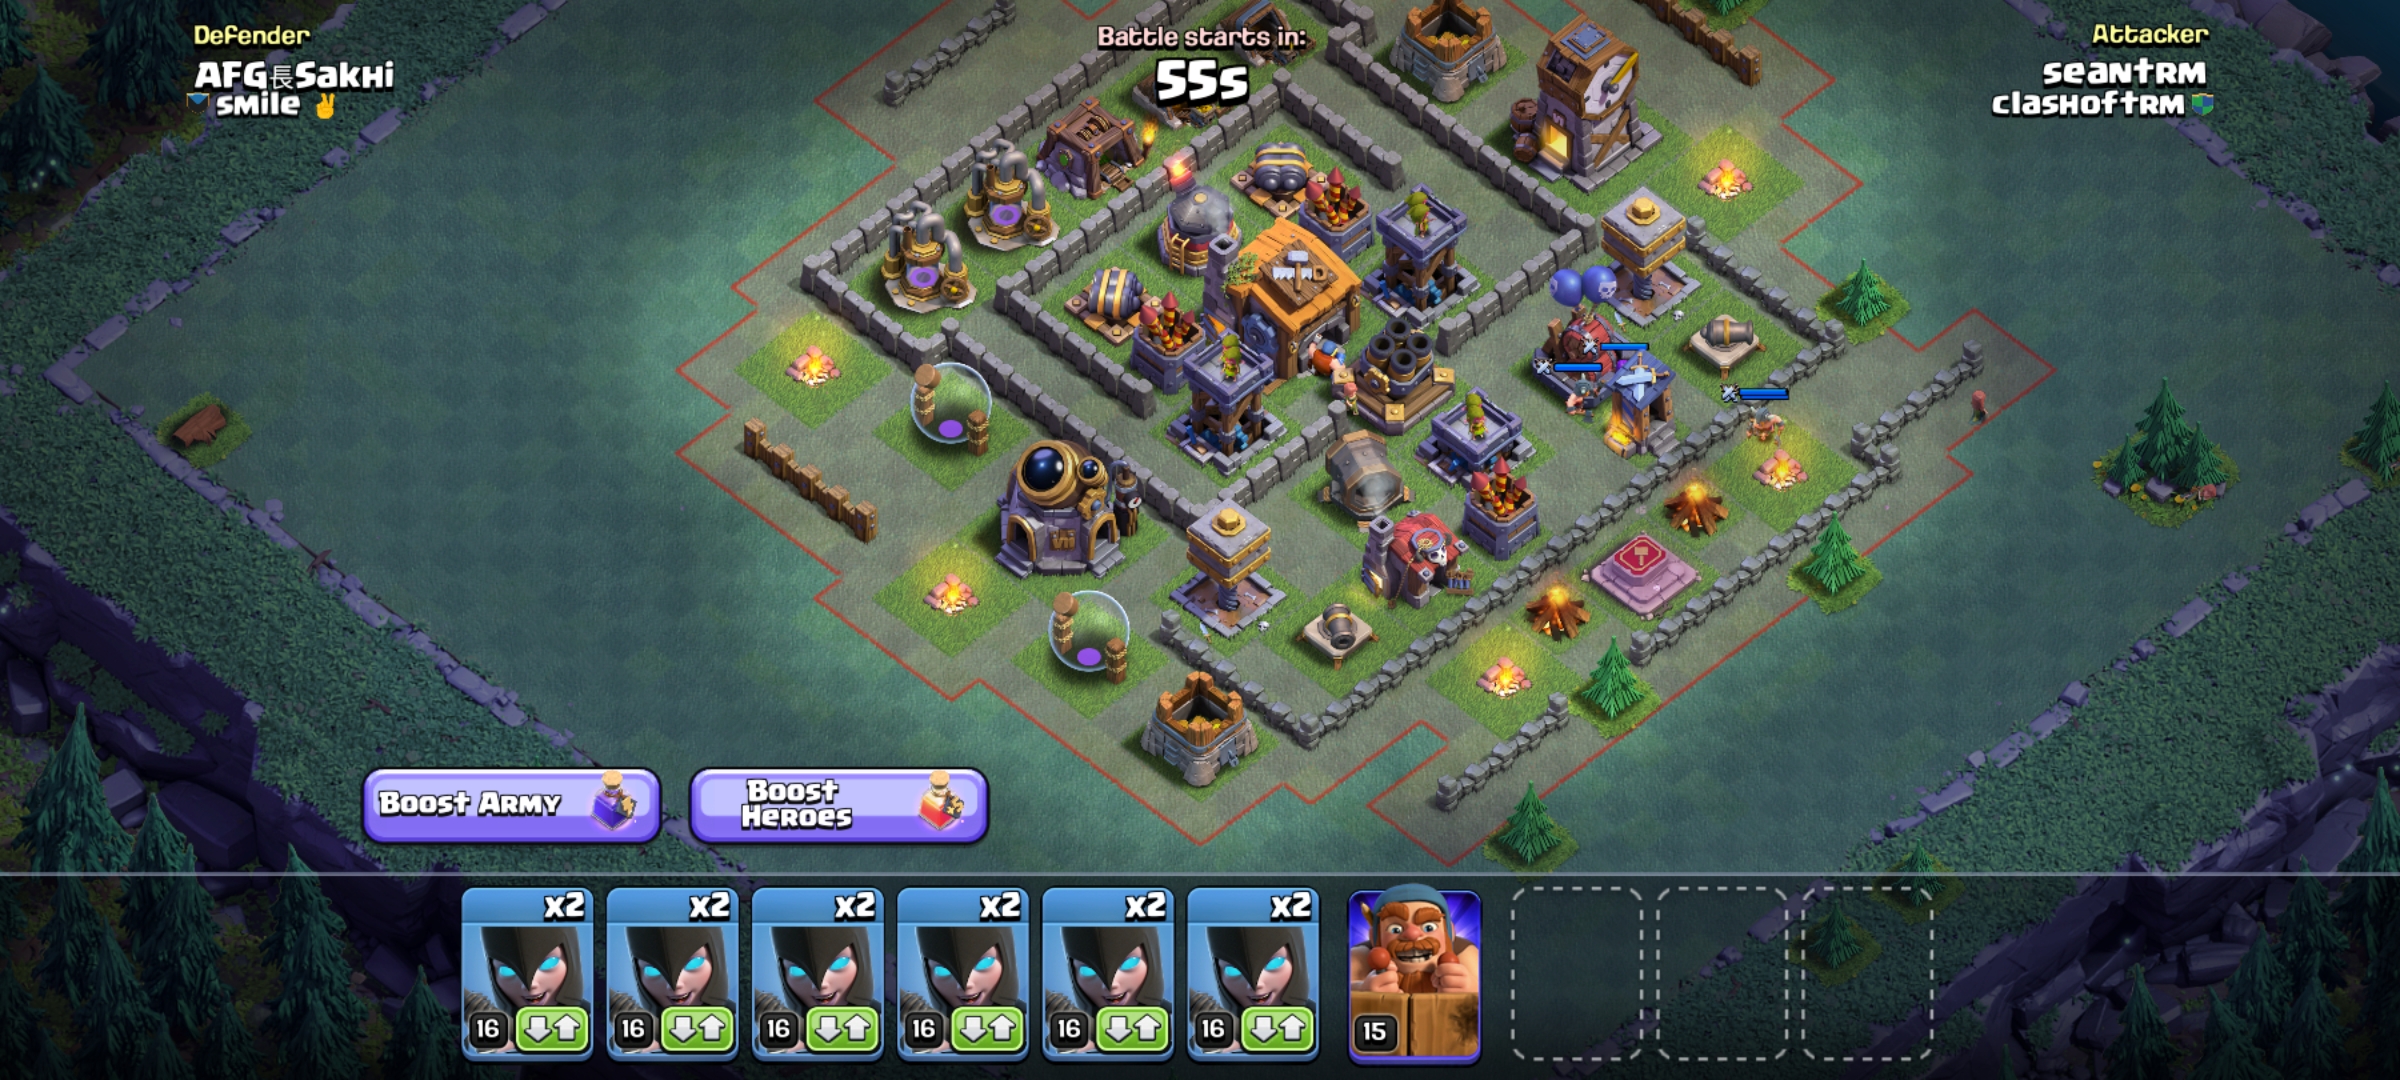 Defender
AFG長SakHi
sMile ✌
Battle starts in:
55s
Attacker
seantRM
clasHoftRM
Boost Army
Boost Heroes
x2
x2
x2
x2
x2
x2
16
16
16
16
16
16
15